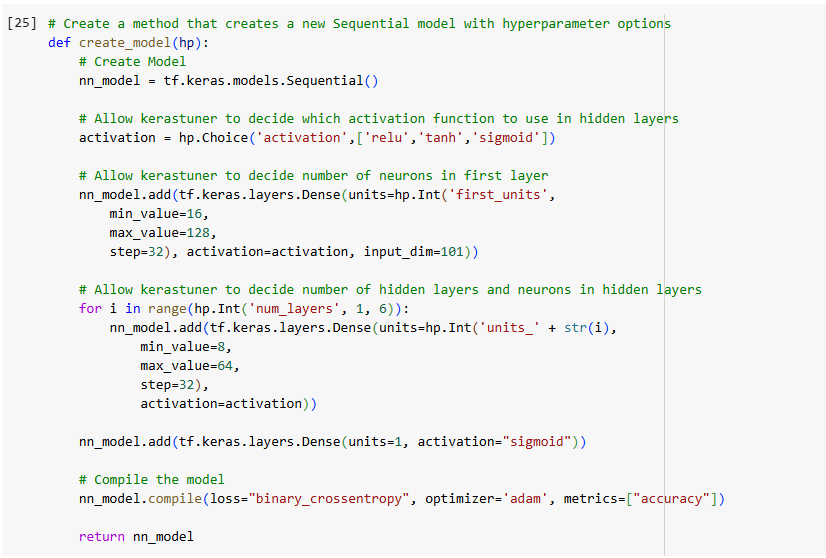 [25] # Create a method that creates a new Sequential model with hyperparameter options
def create_model(hp):
    # Create Model
    nn_model = tf.keras.models.Sequential()

    # Allow kerastuner to decide which activation function to use in hidden layers
    activation = hp.Choice('activation',['relu','tanh','sigmoid'])

    # Allow kerastuner to decide number of neurons in first layer
    nn_model.add(tf.keras.layers.Dense(units=hp.Int('first_units',
        min_value=16,
        max_value=128,
        step=32), activation=activation, input_dim=101))

    # Allow kerastuner to decide number of hidden layers and neurons in hidden layers
    for i in range(hp.Int('num_layers', 1, 6)):
        nn_model.add(tf.keras.layers.Dense(units=hp.Int('units_' + str(i),
            min_value=8,
            max_value=64,
            step=32),
            activation=activation))

    nn_model.add(tf.keras.layers.Dense(units=1, activation="sigmoid"))

    # Compile the model
    nn_model.compile(loss="binary_crossentropy", optimizer='adam', metrics=["accuracy"])

    return nn_model